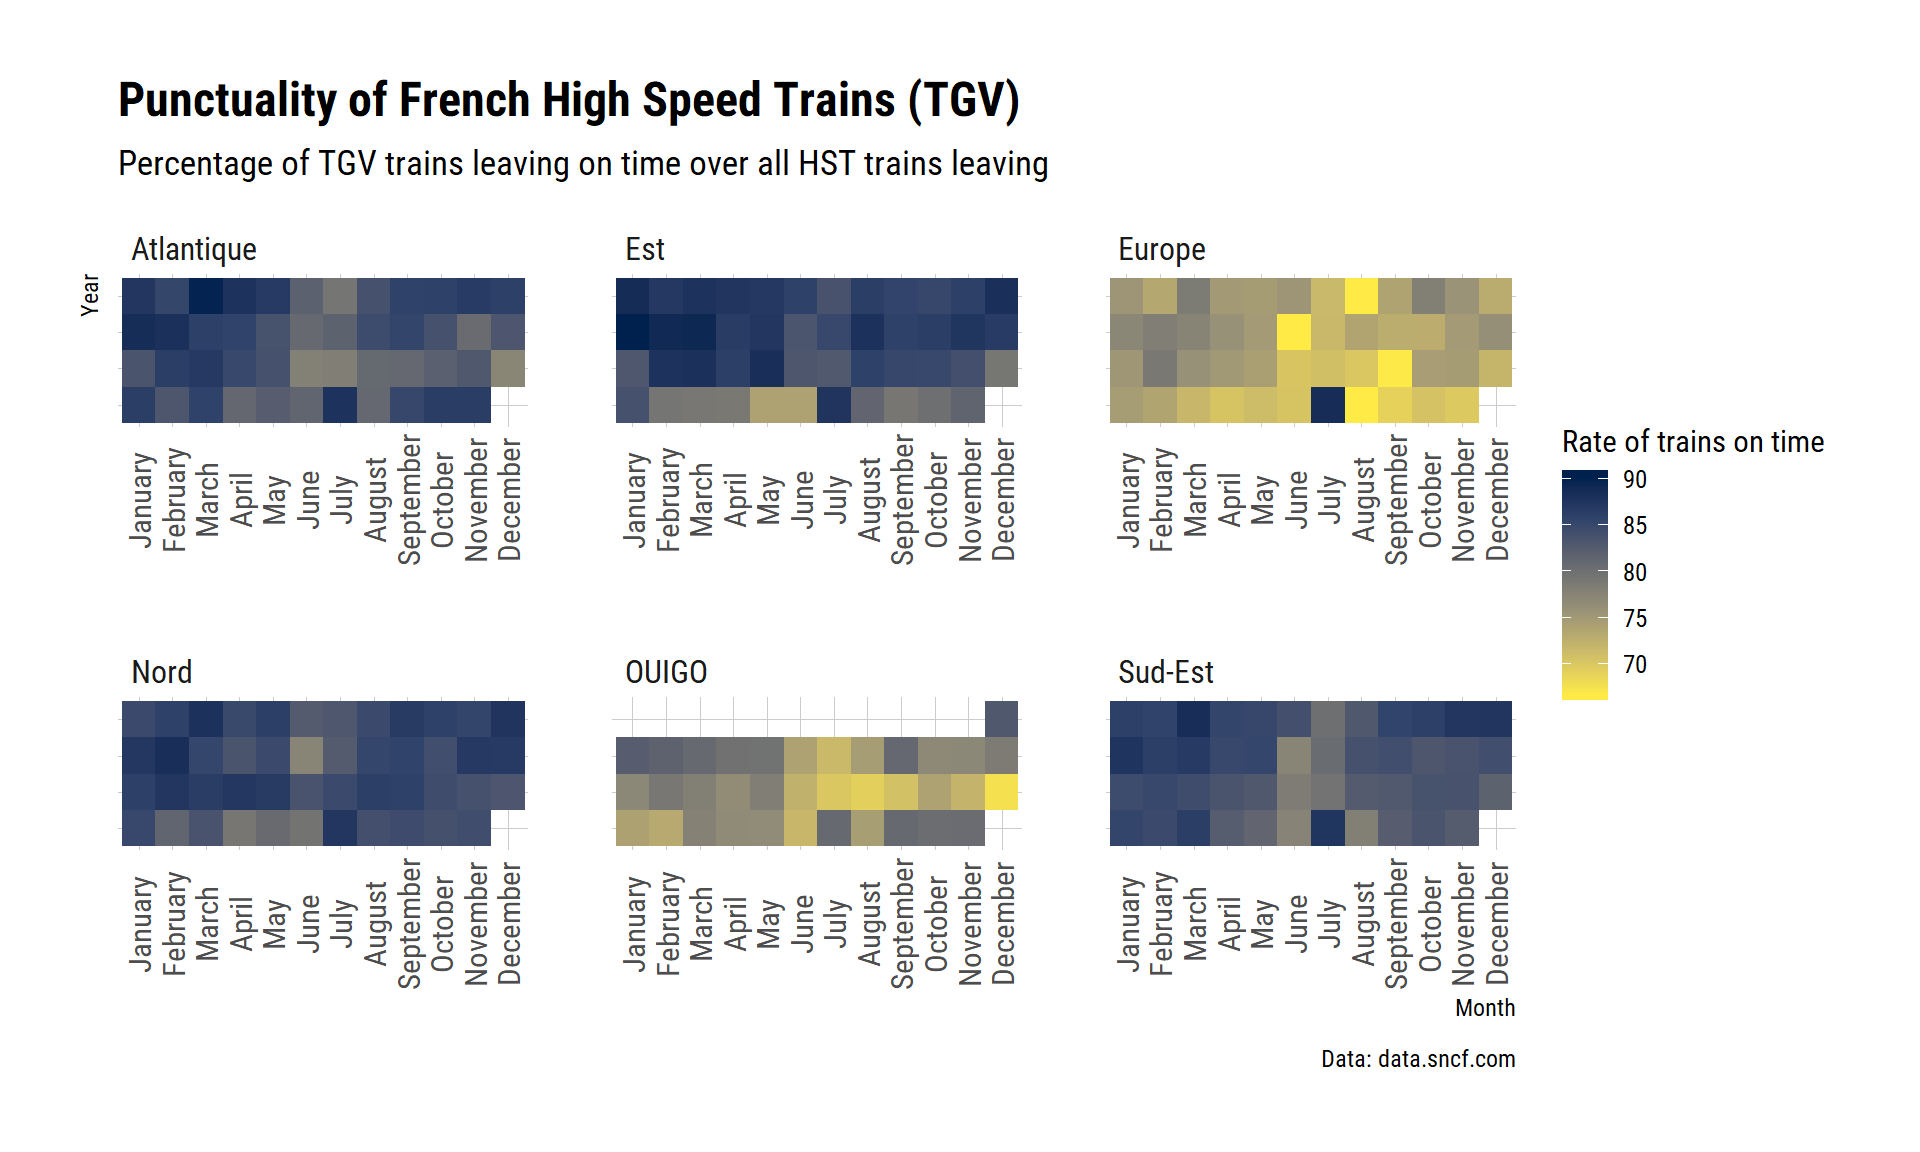 Punctuality of French High Speed Trains (TGV)
Percentage of TGV trains leaving on time over all HST trains leaving
Year
Atlantique
January
February
March
April
May
June
July
August
September
October
November
December
Est
January
February
March
April
May
June
July
August
September
October
November
December
Europe
January
February
March
April
May
June
July
August
September
October
November
December
Rate of trains on time
90
85
80
75
70
Nord
January
February
March
April
May
June
July
August
September
October
November
December
OUIGO
January
February
March
April
May
June
July
August
September
October
November
December
Sud-Est
January
February
March
April
May
June
July
August
September
October
November
December
Month
Data: data.sncf.com